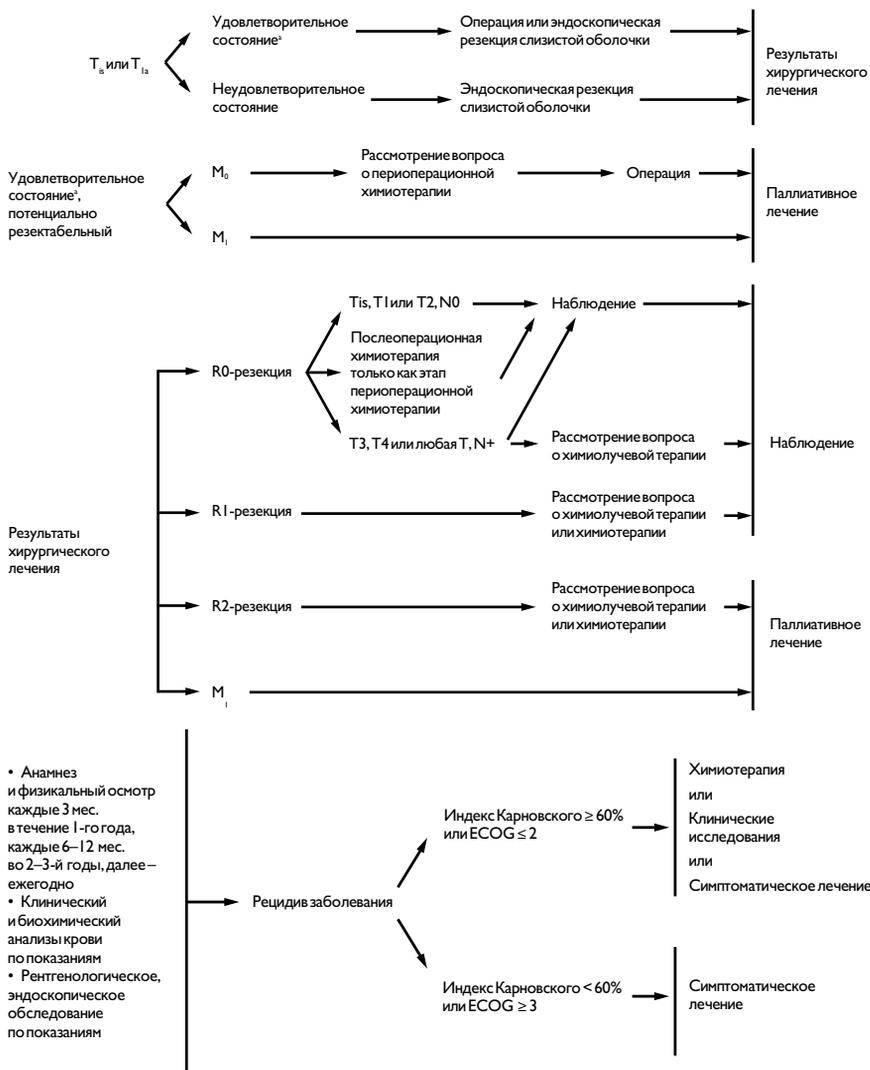 Tis или T1a
Удовлетворительное
состояниеª
Операция или эндоскопическая
резекция слизистой оболочки
Неудовлетворительное
состояние
Эндоскопическая резекция
слизистой оболочки
Результаты
хирургического
лечения
Удовлетворительное
состояниеª,
потенциально
резектабельный
M0
Рассмотрение вопроса
о периоперационной
химиотерапии
Операция
M1
Паллиативное
лечение
Результаты
хирургического
лечения
R0-резекция
Tis, T1 или T2, N0
Наблюдение
Послеоперационная
химиотерапия
только как этап
периоперационной
химиотерапии
T3, T4 или любая T, N+
Рассмотрение вопроса
о химиолучевой терапии
R1-резекция
Рассмотрение вопроса
о химиолучевой терапии
или химиотерапии
Наблюдение
R2-резекция
Рассмотрение вопроса
о химиолучевой терапии
или химиотерапии
M1
Паллиативное
лечение
• Анамнез
и физикальный осмотр
каждые 3 мес.
в течение 1-го года,
каждые 6–12 мес.
во 2–3-й годы, далее –
ежегодно
• Клинический
и биохимический
анализы крови
по показаниям
• Рентгенологическое,
эндоскопическое
обследование
по показаниям
Рецидив заболевания
Индекс Карновского ≥ 60%
или ECOG ≤ 2
Химиотерапия
или
Клинические
исследования
или
Симптоматическое лечение
Индекс Карновского < 60%
или ECOG ≥ 3
Симптоматическое
лечение